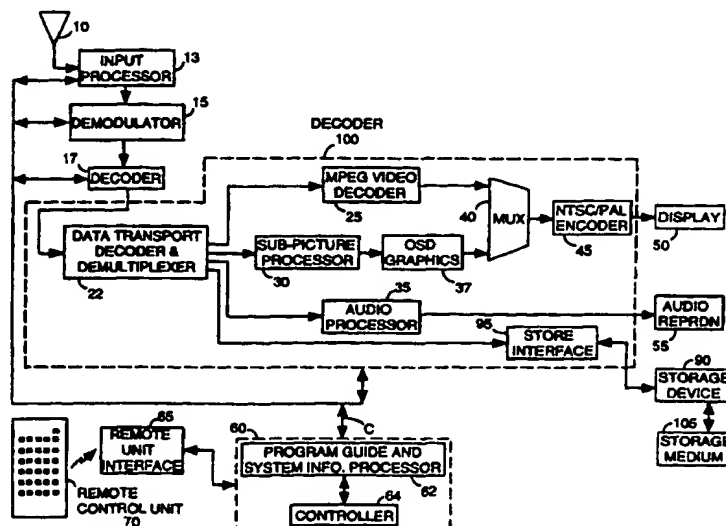 10
INPUT
PROCESSOR
13
15
DEMODULATOR
17
DECODER
DECODER
100
MPEG VIDEO
DECODER
25
40
MUX
NTSC/PAL
ENCODER
45
DISPLAY
50
DATA TRANSPORT
DECODER &
DEMULTIPLEXER
22
SUB-PICTURE
PROCESSOR
30
OSD
GRAPHICS
37
35
AUDIO
PROCESSOR
AUDIO
REPRDN
55
95
STORE
INTERFACE
90
STORAGE
DEVICE
105
STORAGE
MEDIUM
C
65
REMOTE
UNIT
INTERFACE
REMOTE
CONTROL UNIT
70
60
PROGRAM GUIDE AND
SYSTEM INFO. PROCESSOR
62
64
CONTROLLER